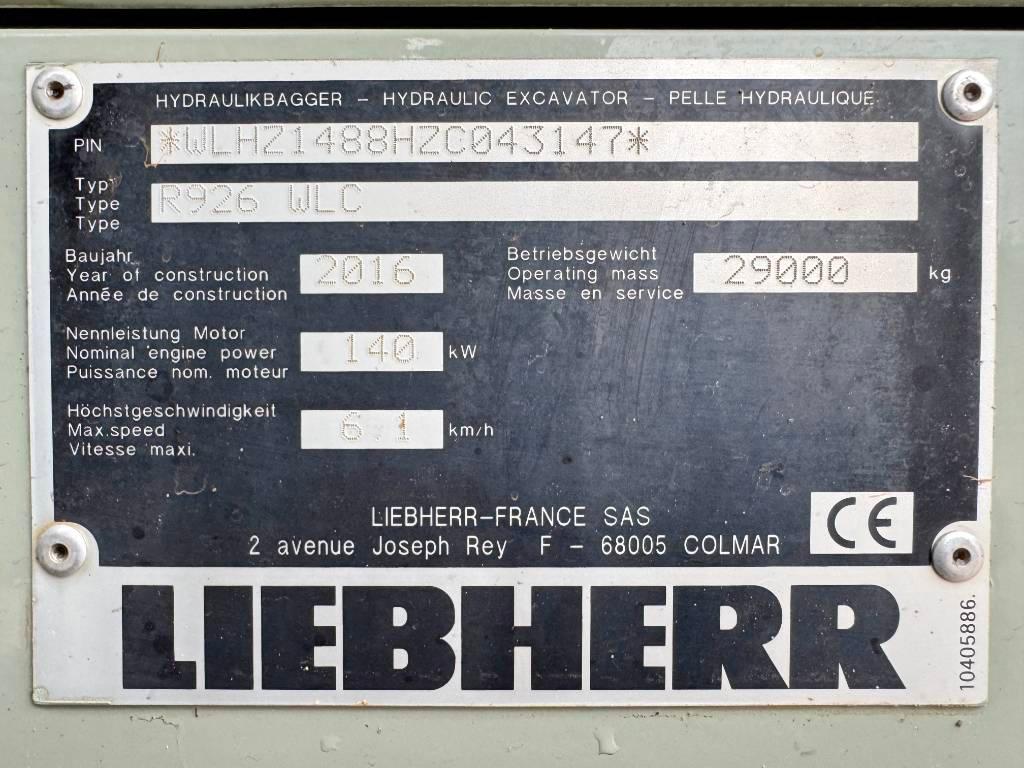 HYDRAULIKBAGGER – HYDRAULIC EXCAVATOR – PELLE HYDRAULIQUE
PIN *WLHZ1488HZC043147*
Typ
Type R926 WLC
Type
Baujahr
Year of construction 2016
Année de construction
Betriebsgewicht
Operating mass 29000 kg
Masse en service
Nennleistung Motor
Nominal engine power 140 kW
Puissance nom. moteur
Höchstgeschwindigkeit
Max.speed 6.1 km/h
Vitesse maxi.
LIEBHERR–FRANCE SAS
2 avenue Joseph Rey F – 68005 COLMAR
CE
LIEBHERR
10405886.